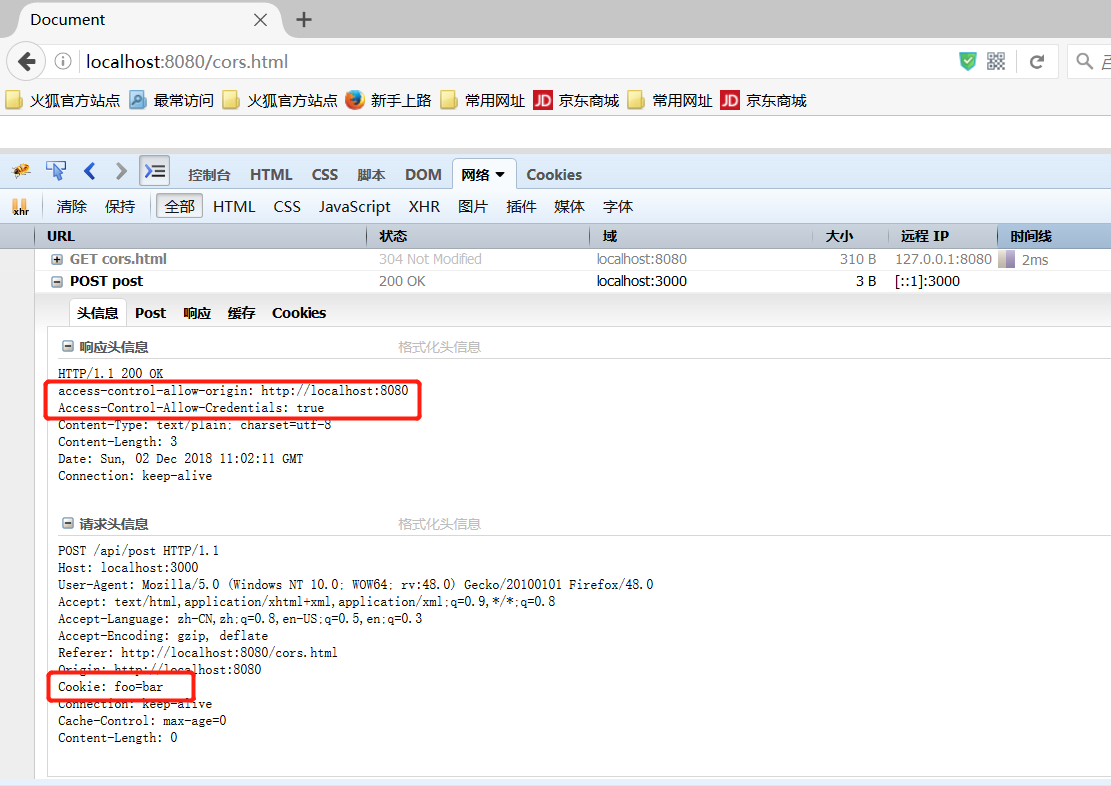 Document
localhost:8080/cors.html
火狐官方站点 最常访问 火狐官方站点 新手上路 常用网址 JD 京东商城 常用网址 JD 京东商城
控制台 HTML CSS 脚本 DOM 网络 Cookies
xhr 清除 保持 全部 HTML CSS JavaScript XHR 图片 插件 媒体 字体
URL 状态 域 大小 远程 IP 时间线
GET cors.html 304 Not Modified localhost:8080 310 B 127.0.0.1:8080 2ms
POST post 200 OK localhost:3000 3 B [::1]:3000
头信息 Post 响应 缓存 Cookies
响应头信息 格式化头信息
HTTP/1.1 200 OK
access-control-allow-origin: http://localhost:8080
Access-Control-Allow-Credentials: true
Content-Type: text/plain; charset=utf-8
Content-Length: 3
Date: Sun, 02 Dec 2018 11:02:11 GMT
Connection: keep-alive
请求头信息 格式化头信息
POST /api/post HTTP/1.1
Host: localhost:3000
User-Agent: Mozilla/5.0 (Windows NT 10.0; WOW64; rv:48.0) Gecko/20100101 Firefox/48.0
Accept: text/html,application/xhtml+xml,application/xml;q=0.9,*/*;q=0.8
Accept-Language: zh-CN,zh;q=0.8,en-US;q=0.5,en;q=0.3
Accept-Encoding: gzip, deflate
Referer: http://localhost:8080/cors.html
Origin: http://localhost:8080
Cookie: foo=bar
Connection: keep-alive
Cache-Control: max-age=0
Content-Length: 0